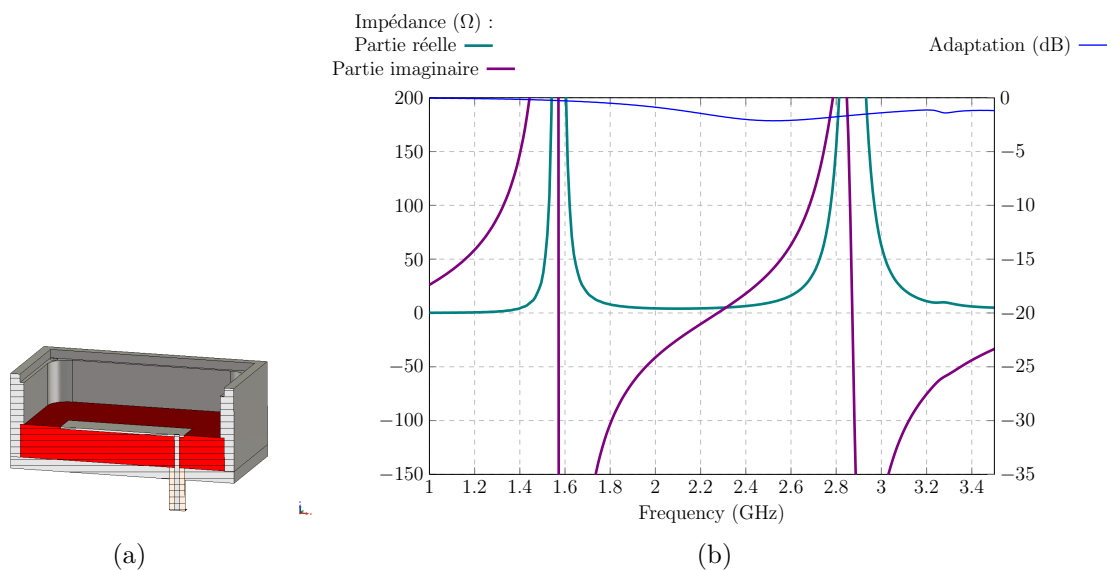 Impédance (Ω) :
Partie réelle
Partie imaginaire
Adaptation (dB)
200
150
100
50
0
−50
−100
−150
0
−5
−10
−15
−20
−25
−30
−35
1 1.2 1.4 1.6 1.8 2 2.2 2.4 2.6 2.8 3 3.2 3.4
Frequency (GHz)
(a)
(b)